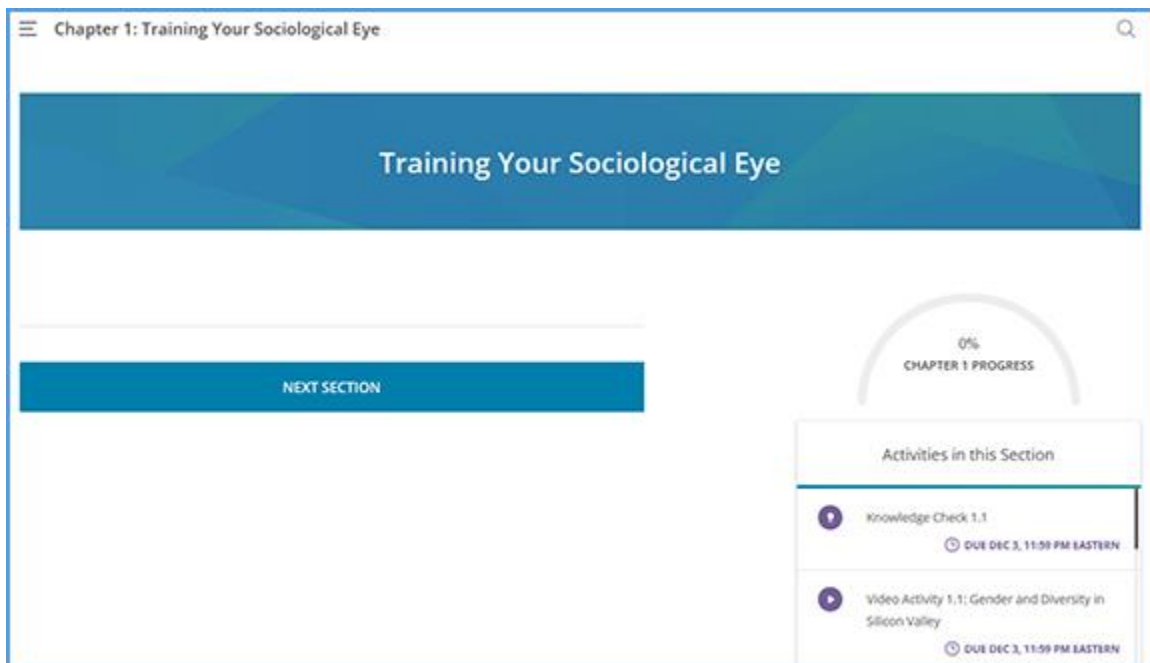 Chapter 1: Training Your Sociological Eye
Training Your Sociological Eye
NEXT SECTION
0%
CHAPTER 1 PROGRESS
Activities in this Section
Knowledge Check 1.1
DUE DEC 3, 11:59 PM EASTERN
Video Activity 1.1: Gender and Diversity in
Silicon Valley
DUE DEC 3, 11:59 PM EASTERN